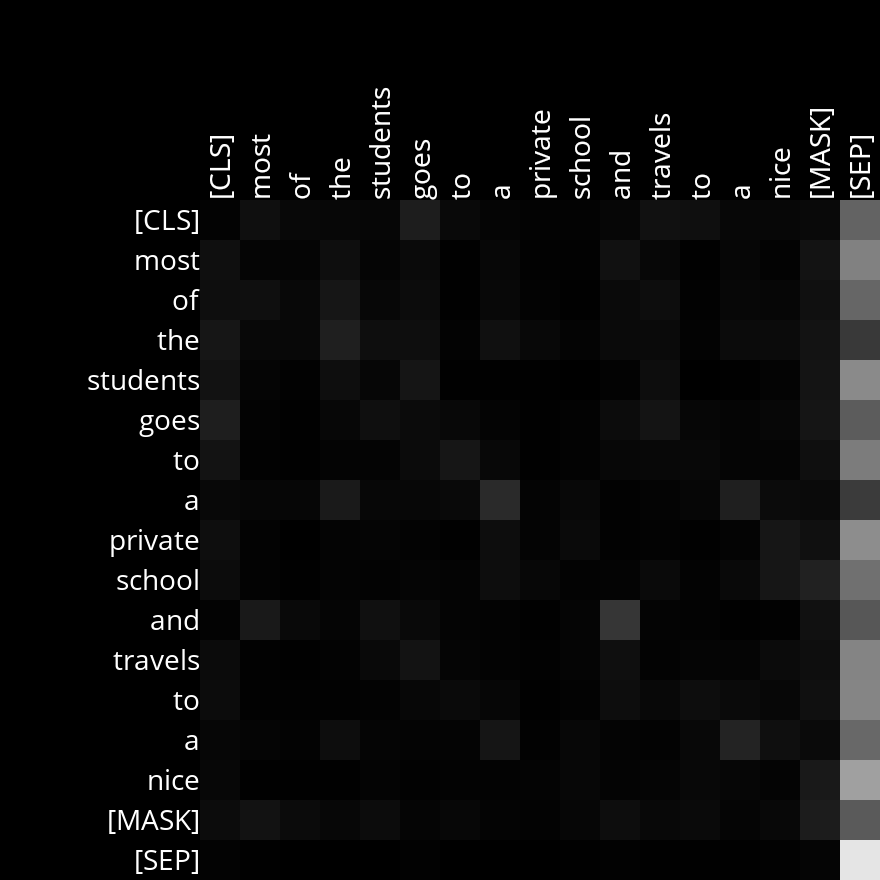 [CLS]
most
of
the
students
goes
to
a
private
school
and
travels
to
a
nice
[MASK]
[SEP]
[CLS]
most
of
the
students
goes
to
a
private
school
and
travels
to
a
nice
[MASK]
[SEP]